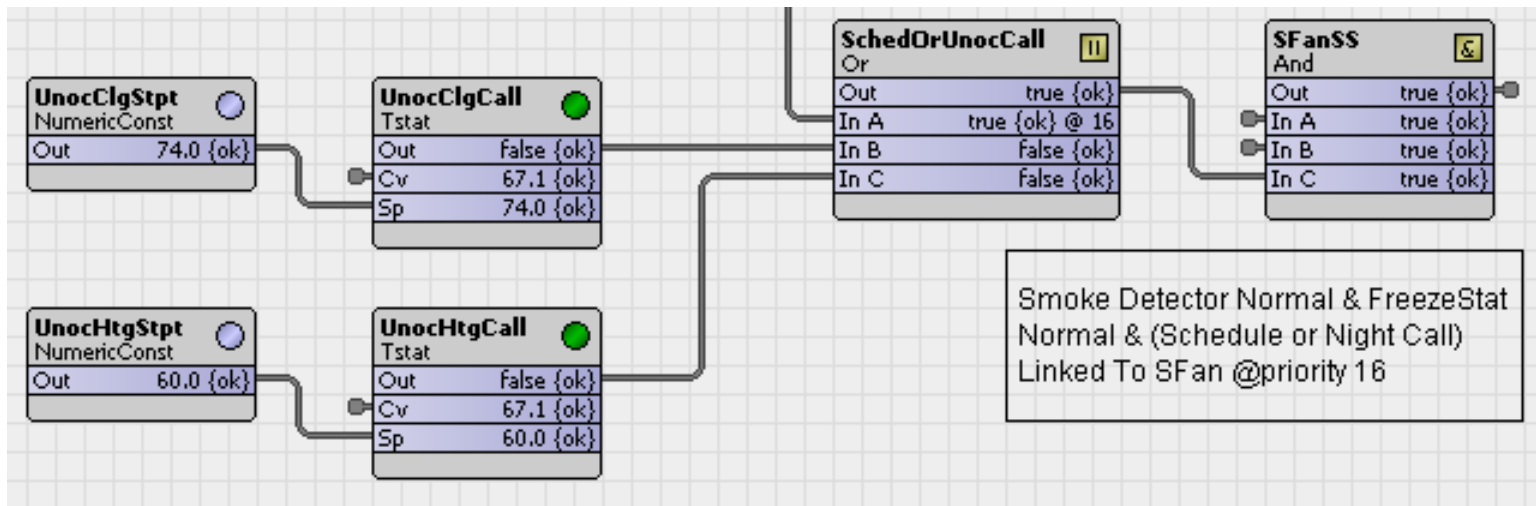 UnocClgStpt
NumericConst
Out 74.0 {ok}
UnocClgCall
Tstat
Out false {ok}
Cv 67.1 {ok}
Sp 74.0 {ok}
UnocHtgStpt
NumericConst
Out 60.0 {ok}
UnocHtgCall
Tstat
Out false {ok}
Cv 67.1 {ok}
Sp 60.0 {ok}
SchedOrUnocCall
Or
Out true {ok}
In A true {ok} @ 16
In B false {ok}
In C false {ok}
SFanSS
&
And
Out true {ok}
In A true {ok}
In B true {ok}
In C true {ok}
Smoke Detector Normal & FreezeStat
Normal & (Schedule or Night Call)
Linked To SFan @priority 16